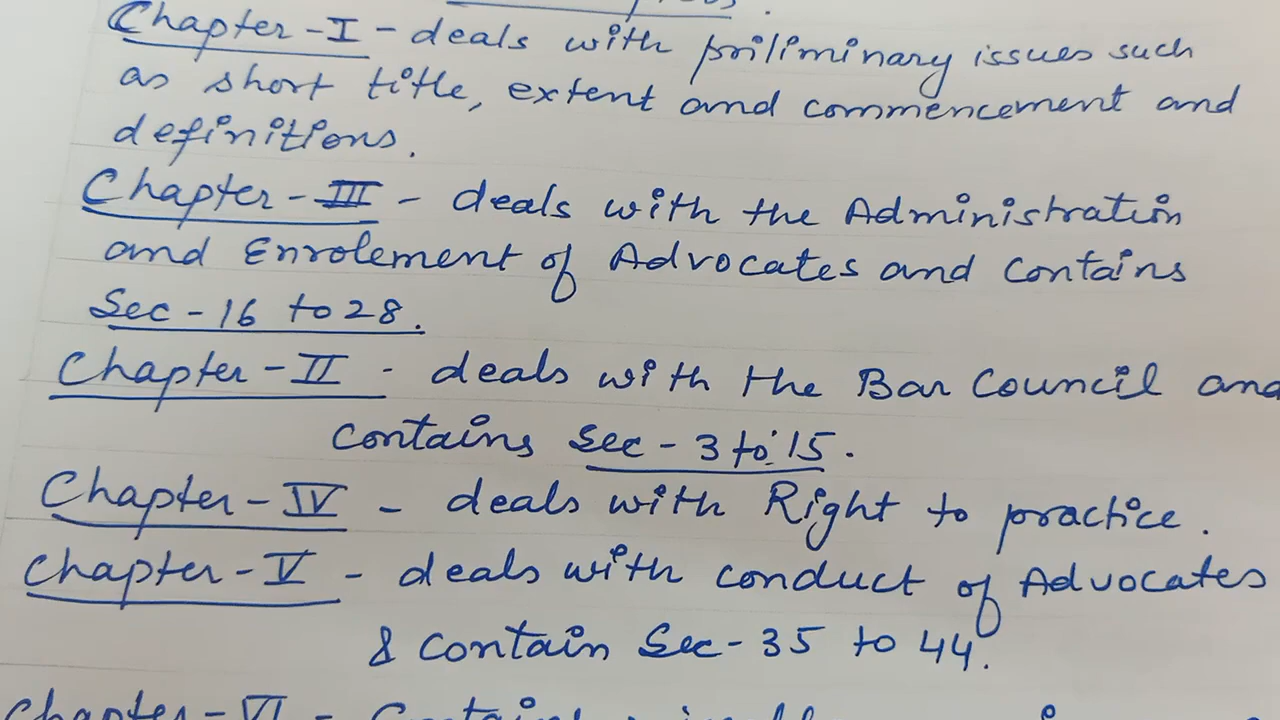 Chapter-I - deals with priliminary issues such
as short title, extent and commencement and
definitions.
Chapter-III - deals with the Administration
and Enrolement of Advocates and Contains
Sec-16 to 28.
Chapter-II - deals with the Bar Council and
contains Sec-3 to 15.
Chapter-IV - deals with Right to practice.
Chapter-V - deals with conduct of Advocates
& contain Sec-35 to 44.
Chapter-VI -